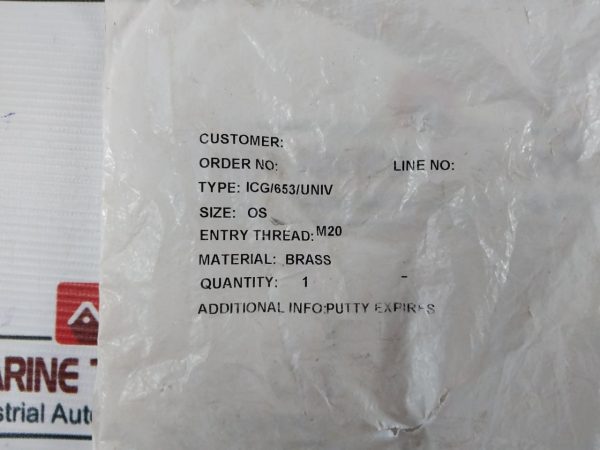 CUSTOMER:
ORDER NO: LINE NO:
TYPE: ICG/653/UNIV
SIZE: OS
ENTRY THREAD: M20
MATERIAL: BRASS
QUANTITY: 1 -
ADDITIONAL INFO:PUTTY EXPIRES
ARINE T
strial Auto